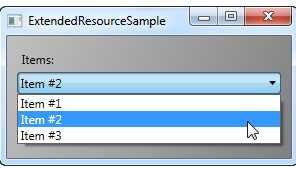 ExtendedResourceSample
Items:
Item #2
Item #1
Item #2
Item #3